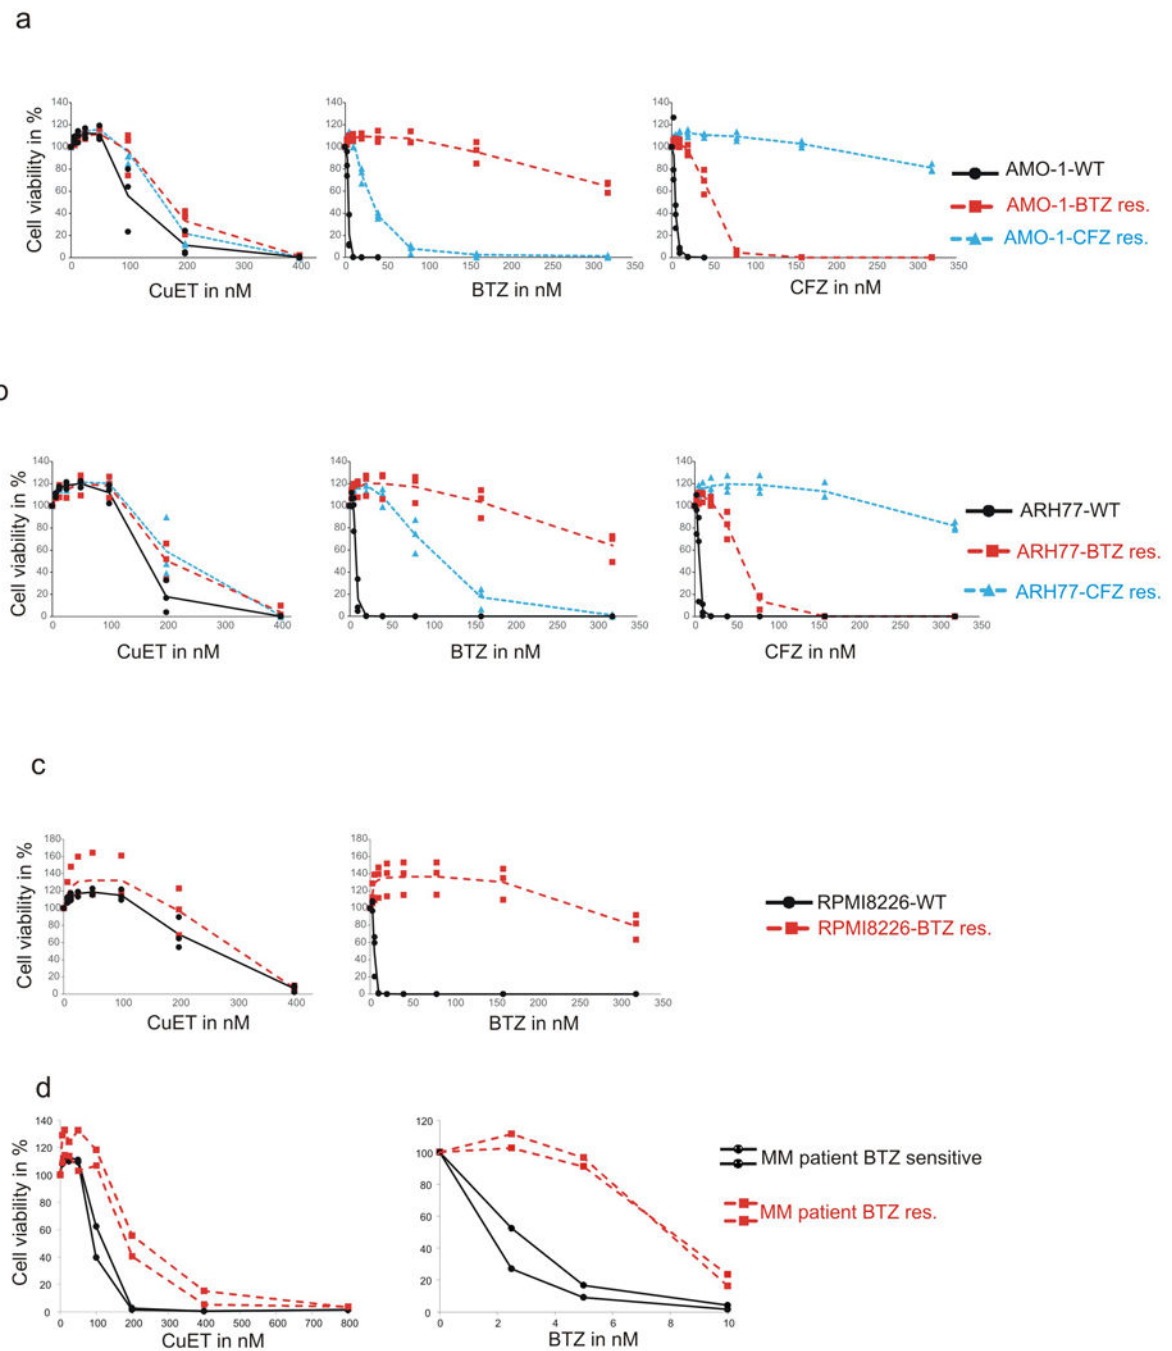 a
Cell viability in %
140
120
100
80
60
40
20
0
0 100 200 300 400
CuET in nM
140
120
100
80
60
40
20
0
0 50 100 150 200 250 300 350
BTZ in nM
140
120
100
80
60
40
20
0
0 50 100 150 200 250 300 350
CFZ in nM
AMO-1-WT
AMO-1-BTZ res.
AMO-1-CFZ res.
b
Cell viability in %
140
120
100
80
60
40
20
0
0 100 200 300 400
CuET in nM
140
120
100
80
60
40
20
0
0 50 100 150 200 250 300 350
BTZ in nM
140
120
100
80
60
40
20
0
0 50 100 150 200 250 300 350
CFZ in nM
ARH77-WT
ARH77-BTZ res.
ARH77-CFZ res.
c
Cell viability in %
180
160
140
120
100
80
60
40
20
0
0 100 200 300 400
CuET in nM
180
160
140
120
100
80
60
40
20
0
0 50 100 150 200 250 300 350
BTZ in nM
RPMI8226-WT
RPMI8226-BTZ res.
d
Cell viability in %
140
120
100
80
60
40
20
0
0 100 200 300 400 500 600 700 800
CuET in nM
120
100
80
60
40
20
0
0 2 4 6 8 10
BTZ in nM
MM patient BTZ sensitive
MM patient BTZ res.